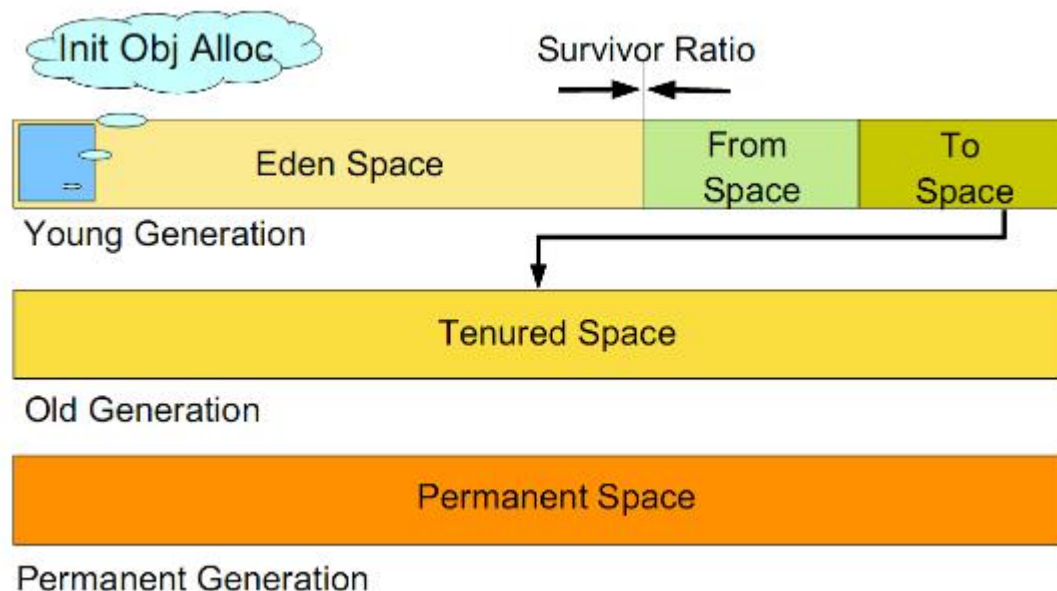 Init Obj Alloc
Survivor Ratio
Eden Space
From
Space
To
Space
Young Generation
Tenured Space
Old Generation
Permanent Space
Permanent Generation